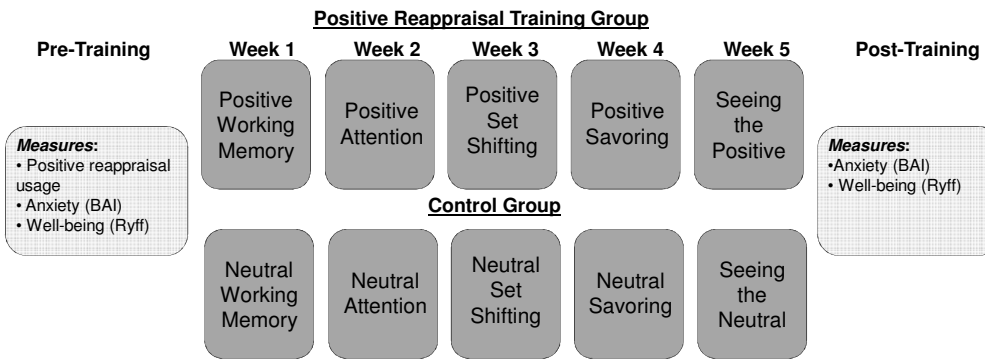 Positive Reappraisal Training Group
Pre-Training
Week 1
Week 2
Week 3
Week 4
Week 5
Post-Training
Positive
Working
Memory
Positive
Attention
Positive
Set
Shifting
Positive
Savoring
Seeing
the
Positive
Measures:
• Positive reappraisal
usage
• Anxiety (BAI)
• Well-being (Ryff)
Measures:
•Anxiety (BAI)
• Well-being (Ryff)
Control Group
Neutral
Working
Memory
Neutral
Attention
Neutral
Set
Shifting
Neutral
Savoring
Seeing
the
Neutral